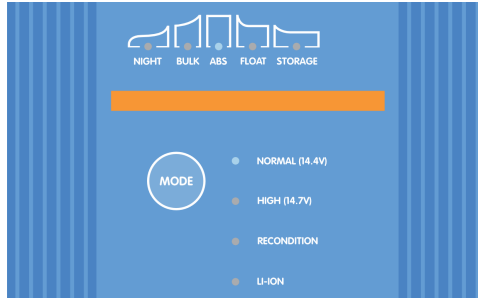 NIGHT BULK ABS FLOAT STORAGE
MODE
NORMAL (14.4V)
HIGH (14.7V)
RECONDITION
LI-ION